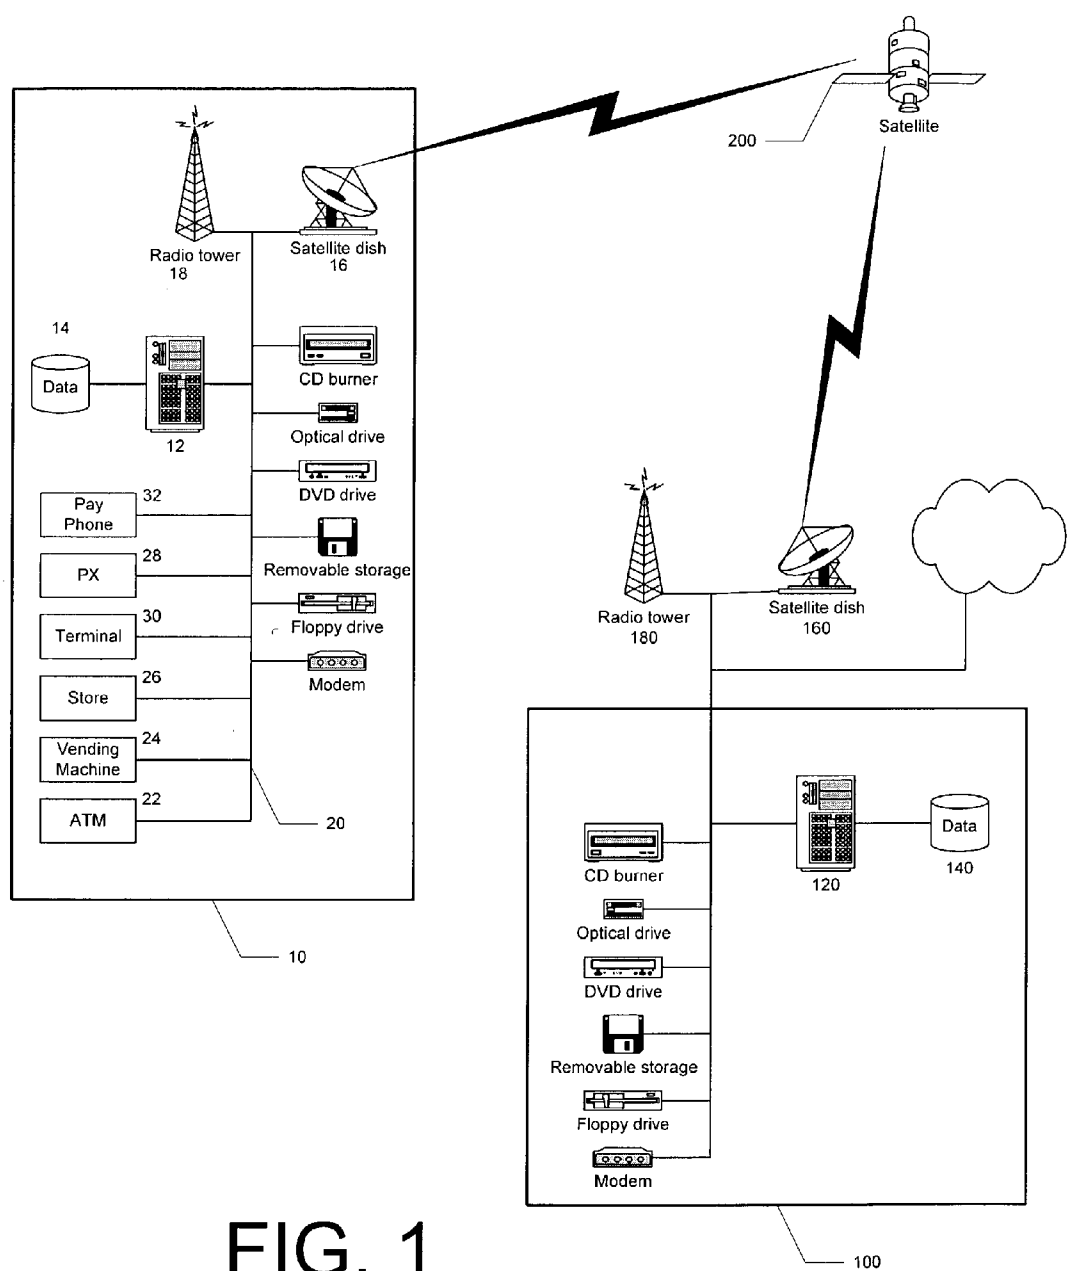 Satellite
200
Radio tower
18
Satellite dish
16
14
Data
12
CD burner
Optical drive
DVD drive
Removable storage
Floppy drive
Modem
Pay
Phone
32
PX
28
Terminal
30
Store
26
Vending
Machine
24
ATM
22
20
10
Radio tower
180
Satellite dish
160
CD burner
Optical drive
DVD drive
Removable storage
Floppy drive
Modem
120
Data
140
100
FIG. 1